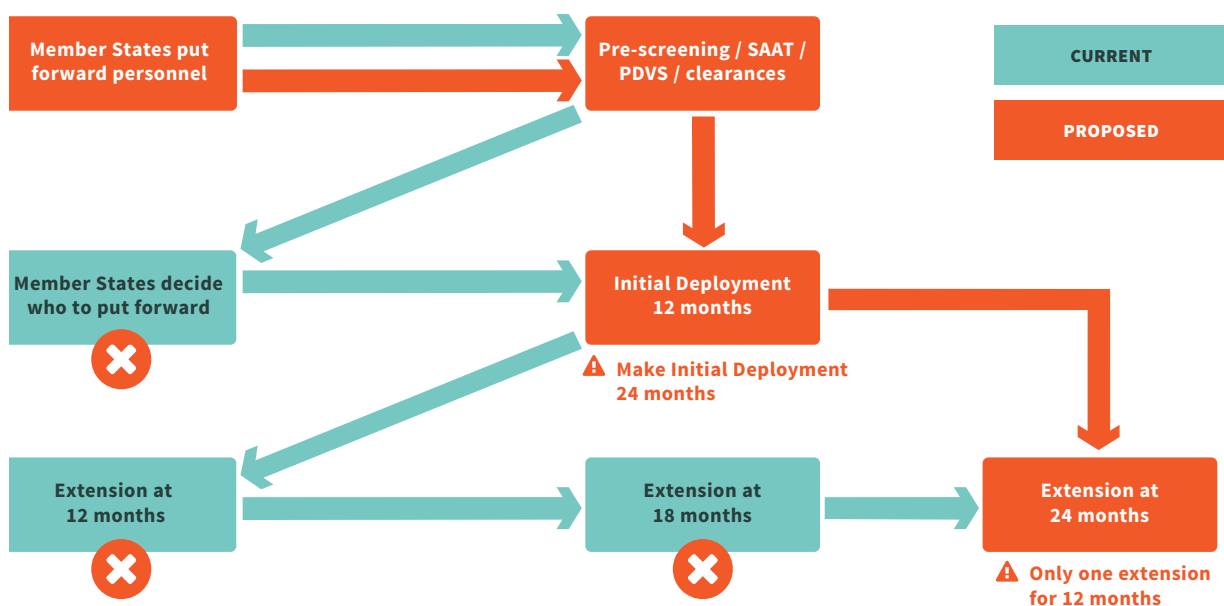 Member States put
forward personnel
Pre-screening / SAAT /
PDVS / clearances
CURRENT
PROPOSED
Member States decide
who to put forward
Initial Deployment
12 months
Make Initial Deployment
24 months
Extension at
12 months
Extension at
18 months
Extension at
24 months
Only one extension
for 12 months